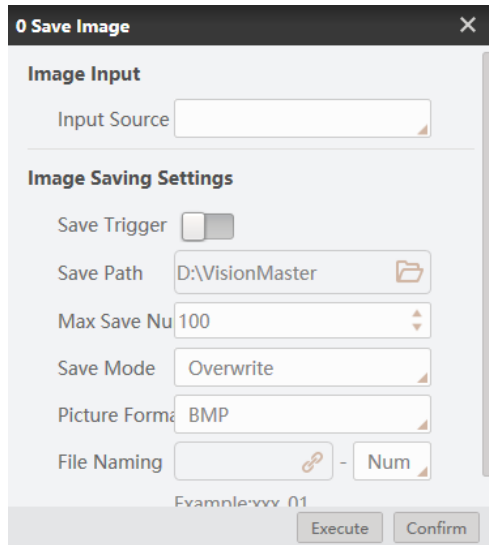 0 Save Image
Image Input
Input Source
Image Saving Settings
Save Trigger
Save Path D:\VisionMaster
Max Save Nu 100
Save Mode Overwrite
Picture Forma BMP
File Naming - Num
Example:xxx_01
Execute Confirm